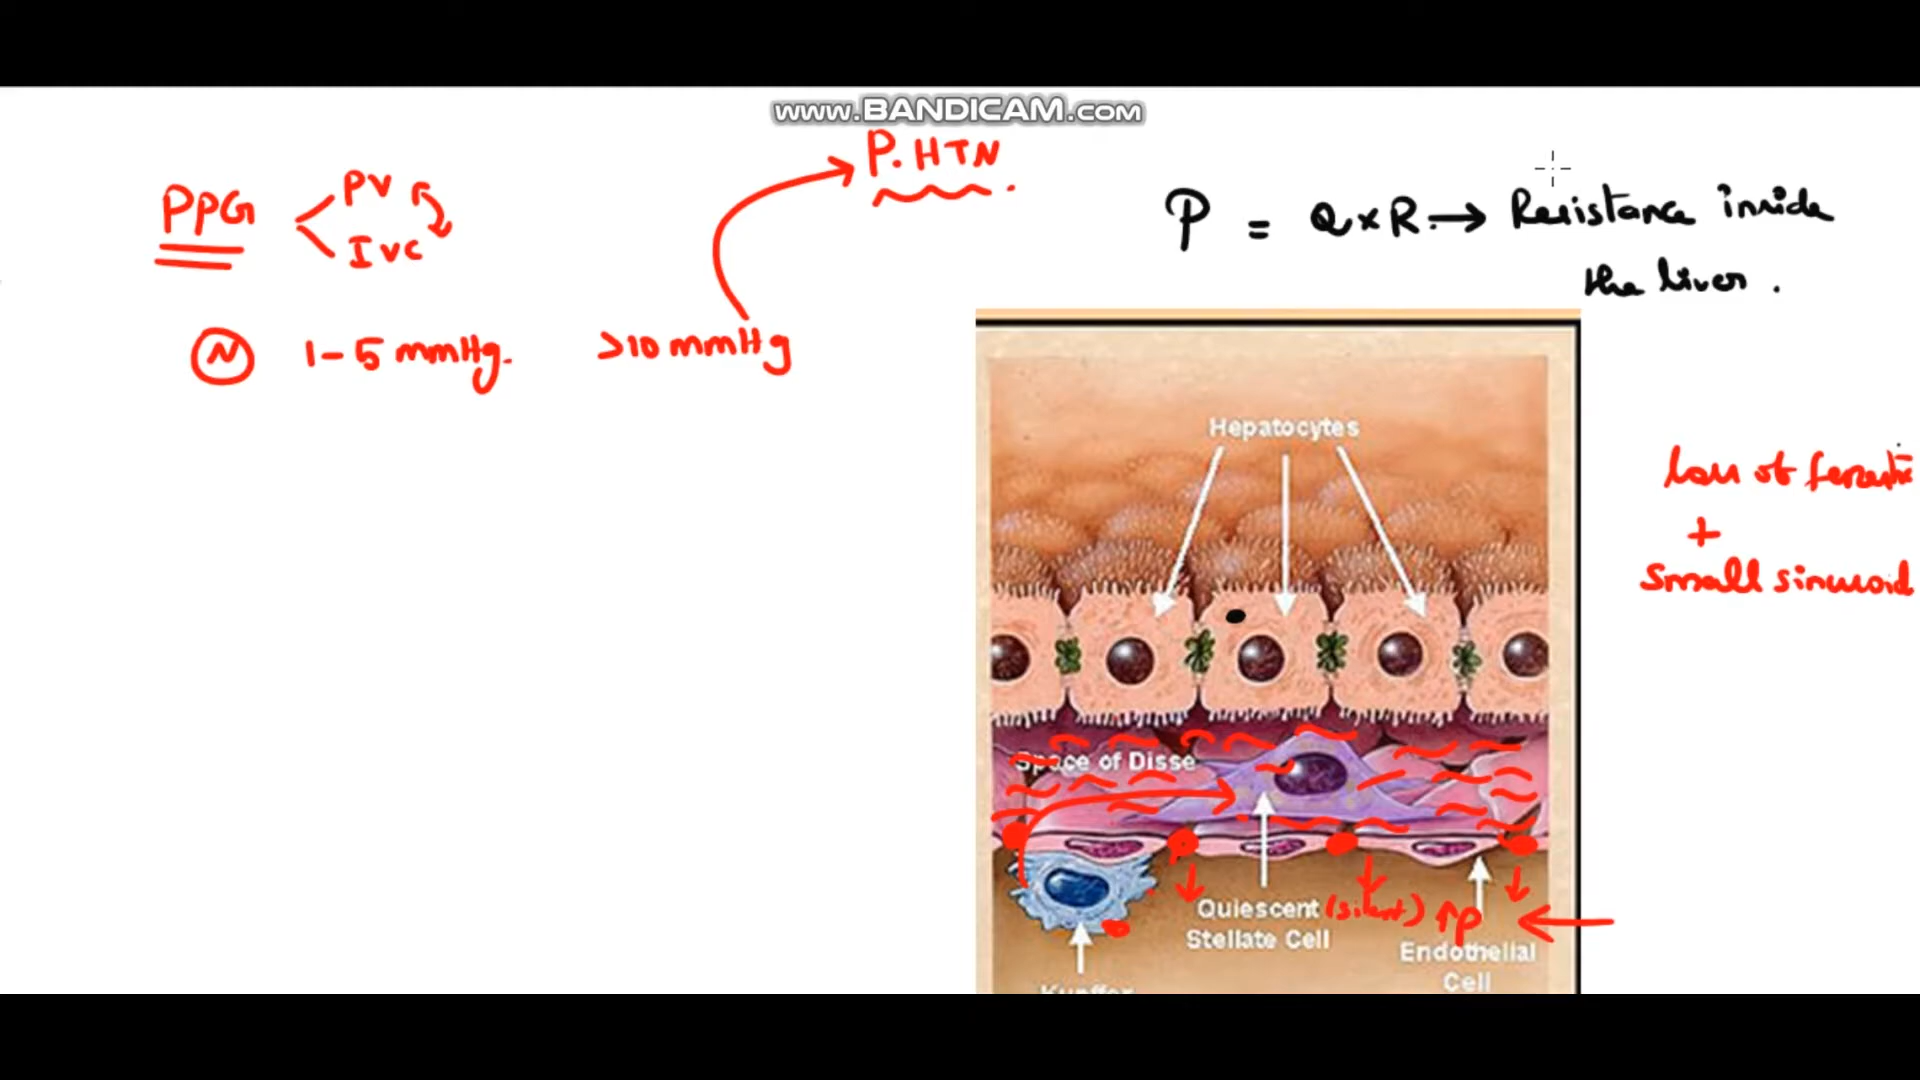 www.BANDICAM.com
P.HTN
PPG
PV
IVC
N 1-5 mmHg. >10 mmHg
P = Q×R → Resistance inside
the liver.
Hepatocytes
Loss of fenestr
+
Small sinusoid
Space of Disse
Quiescent (silent) ↑P
Stellate Cell
Endothelial
Cell
Kupffer